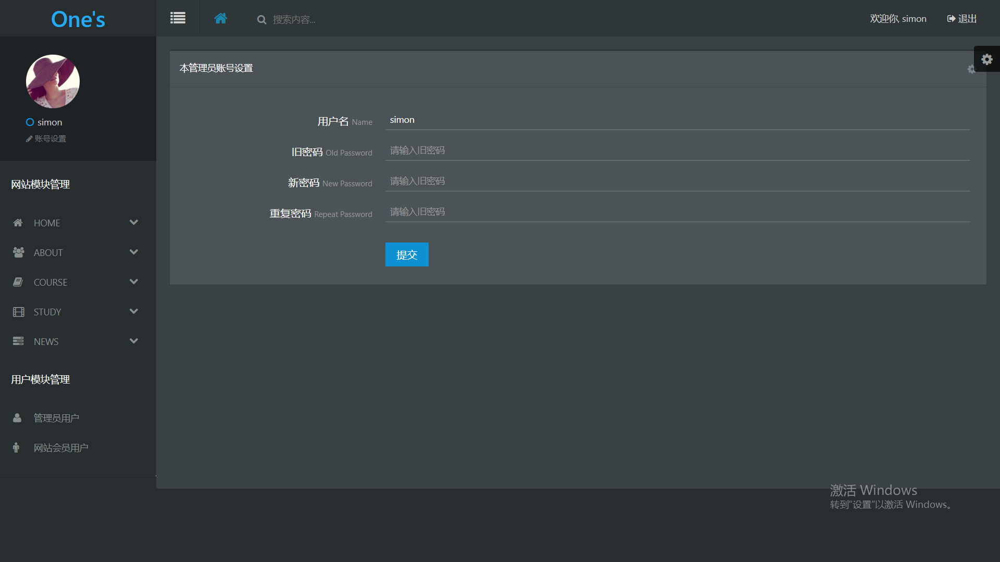 One's
搜索内容...
欢迎你, simon
退出
simon
账号设置
网站模块管理
HOME
ABOUT
COURSE
STUDY
NEWS
用户模块管理
管理员用户
网站会员用户
本管理员账号设置
用户名 Name
simon
旧密码 Old Password
请输入旧密码
新密码 New Password
请输入旧密码
重复密码 Repeat Password
请输入旧密码
提交
激活 Windows
转到“设置”以激活 Windows。